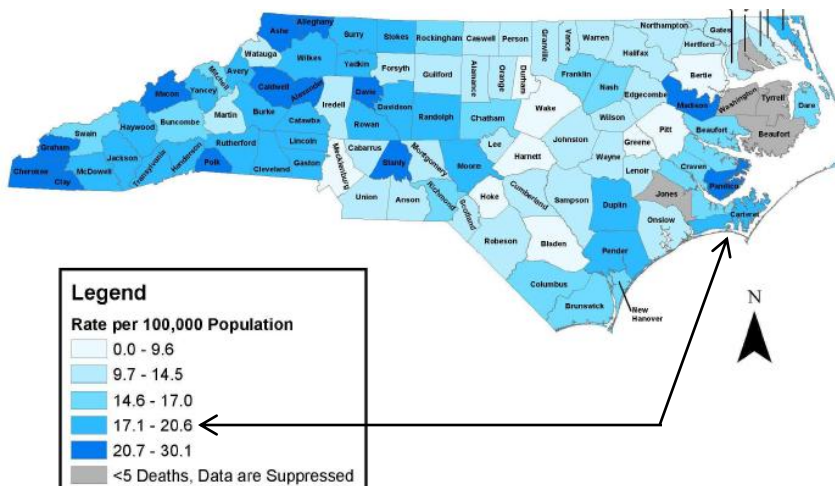 Alleghany
Ashe
Surry
Stokes
Rockingham
Caswell
Person
Granville
Vance
Warren
Northampton
Gates
Hertford
Halifax
Watauga
Wilkes
Yadkin
Forsyth
Guilford
Alamance
Orange
Durham
Franklin
Nash
Edgecombe
Bertie
Mitchell
Avery
Yancey
Caldwell
Alexander
Davie
Iredell
Davidson
Randolph
Chatham
Wake
Wilson
Madison
Washington
Tyrrell
Dare
Beaufort
Macon
Burke
Catawba
Rowan
Martin
Buncombe
Haywood
Swain
Graham
Cherokee
Clay
McDowell
Jackson
Transylvania
Henderson
Rutherford
Polk
Cleveland
Lincoln
Gaston
Mecklenburg
Cabarrus
Stanly
Montgomery
Moore
Lee
Harnett
Johnston
Wayne
Greene
Pitt
Beaufort
Craven
Lenoir
Pamlico
Jones
Carteret
Onslow
Duplin
Sampson
Cumberland
Hoke
Scotland
Richmond
Anson
Union
Robeson
Bladen
Pender
Columbus
Brunswick
New
Hanover
N
Legend
Rate per 100,000 Population
0.0 - 9.6
9.7 - 14.5
14.6 - 17.0
17.1 - 20.6
20.7 - 30.1
<5 Deaths, Data are Suppressed